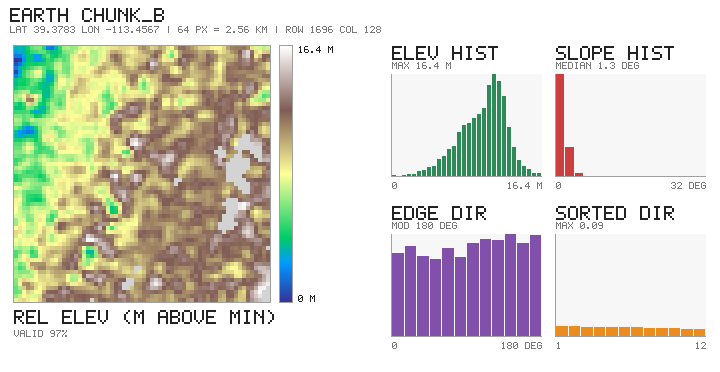 EARTH CHUNK_B
LAT 39.3783 LON -113.4567 | 64 PX = 2.56 KM | ROW 1696 COL 128
16.4 M
0 M
REL ELEV (M ABOVE MIN)
VALID 97%
ELEV HIST
MAX 16.4 M
0 16.4 M
SLOPE HIST
MEDIAN 1.3 DEG
0 32 DEG
EDGE DIR
MOD 180 DEG
0 180 DEG
SORTED DIR
MAX 0.09
1 12